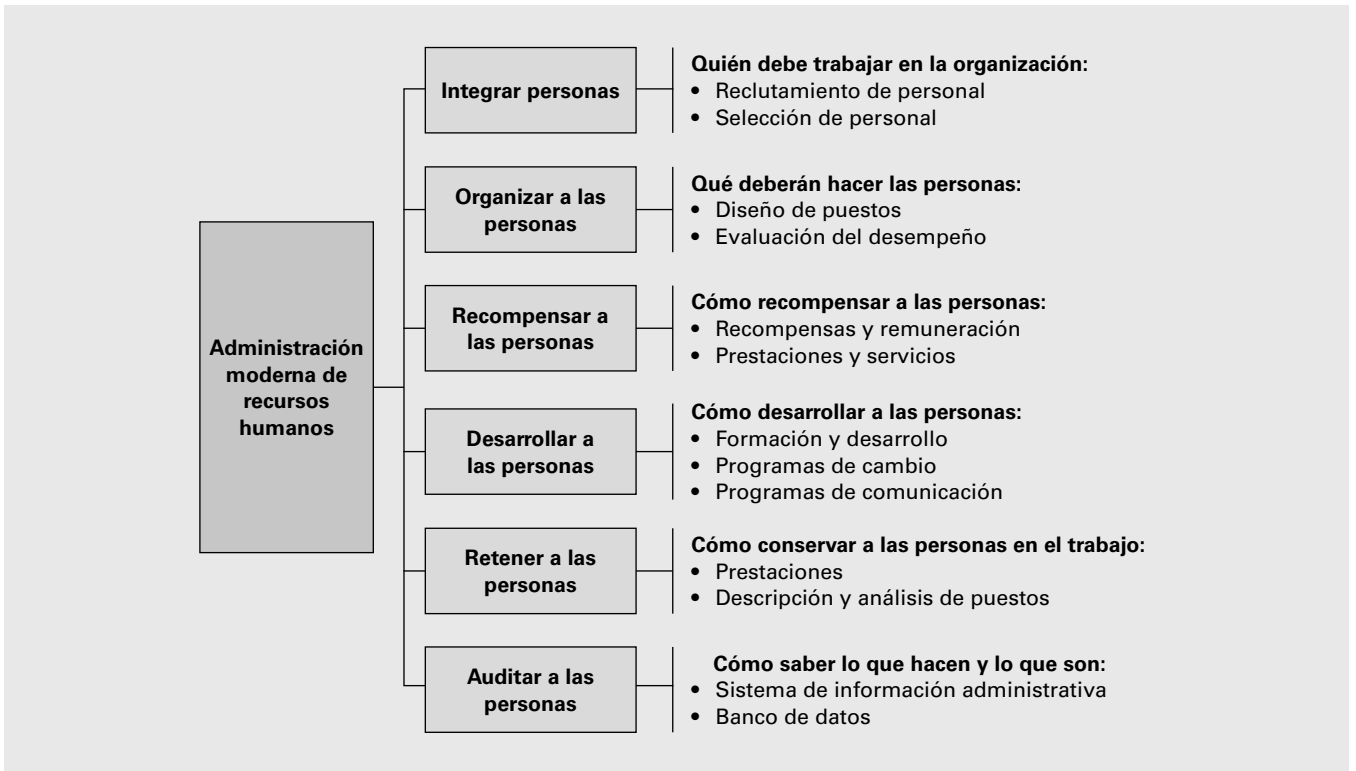 Administración
moderna de
recursos
humanos
Integrar personas
Quién debe trabajar en la organización:
• Reclutamiento de personal
• Selección de personal
Organizar a las
personas
Qué deberán hacer las personas:
• Diseño de puestos
• Evaluación del desempeño
Recompensar a
las personas
Cómo recompensar a las personas:
• Recompensas y remuneración
• Prestaciones y servicios
Desarrollar a
las personas
Cómo desarrollar a las personas:
• Formación y desarrollo
• Programas de cambio
• Programas de comunicación
Retener a las
personas
Cómo conservar a las personas en el trabajo:
• Prestaciones
• Descripción y análisis de puestos
Auditar a las
personas
Cómo saber lo que hacen y lo que son:
• Sistema de información administrativa
• Banco de datos